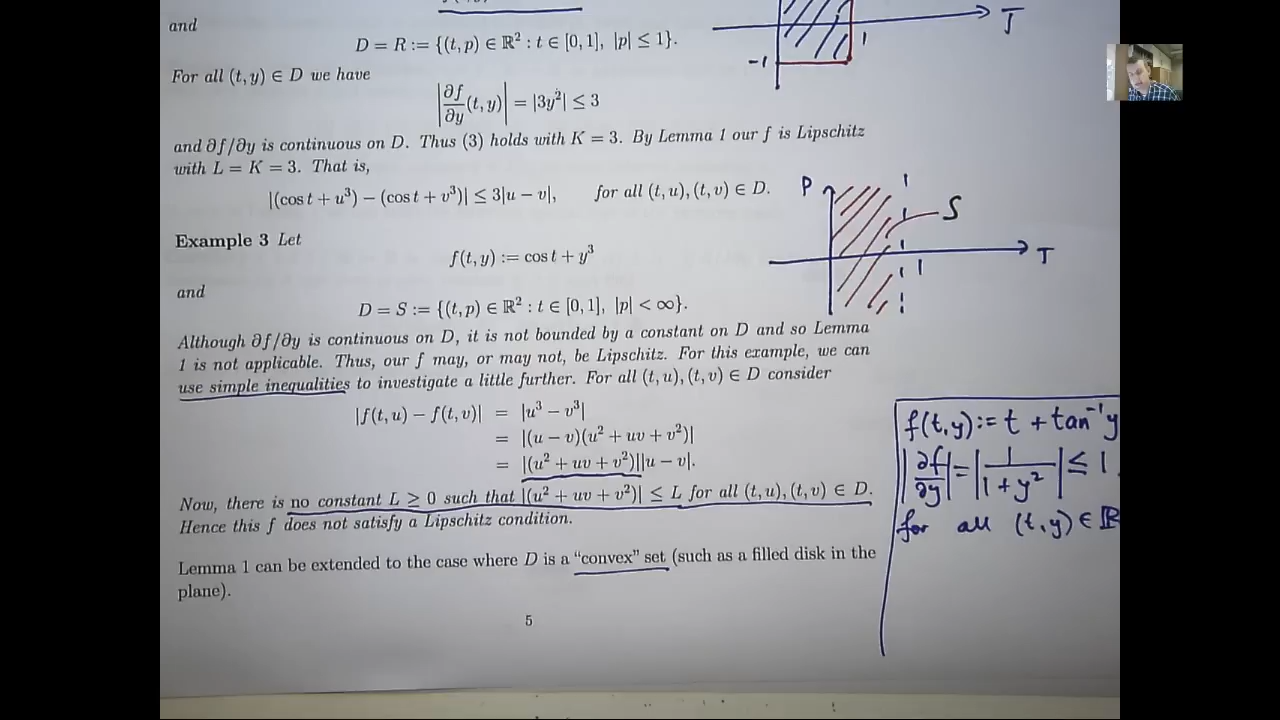 and
D = R := {(t, p) ∈ ℝ² : t ∈ [0, 1], |p| ≤ 1}.
For all (t, y) ∈ D we have
|∂f/∂y (t, y)| = |3y²| ≤ 3
and ∂f/∂y is continuous on D. Thus (3) holds with K = 3. By Lemma 1 our f is Lipschitz
with L = K = 3. That is,
|(cos t + u³) − (cos t + v³)| ≤ 3|u − v|, for all (t, u), (t, v) ∈ D.
Example 3 Let
f(t, y) := cos t + y³
and
D = S := {(t, p) ∈ ℝ² : t ∈ [0, 1], |p| < ∞}.
Although ∂f/∂y is continuous on D, it is not bounded by a constant on D and so Lemma
1 is not applicable. Thus, our f may, or may not, be Lipschitz. For this example, we can
use simple inequalities to investigate a little further. For all (t, u), (t, v) ∈ D consider
|f(t, u) − f(t, v)| = |u³ − v³|
= |(u − v)(u² + uv + v²)|
= |(u² + uv + v²)||u − v|.
Now, there is no constant L ≥ 0 such that |(u² + uv + v²)| ≤ L for all (t, u), (t, v) ∈ D.
Hence this f does not satisfy a Lipschitz condition.
Lemma 1 can be extended to the case where D is a “convex” set (such as a filled disk in the
plane).
5
T
1
-1
P
S
T
1
f(t,y) := t + tan⁻¹y
|∂f/∂y| = |1/(1+y²)| ≤ 1.
for all (t,y) ∈